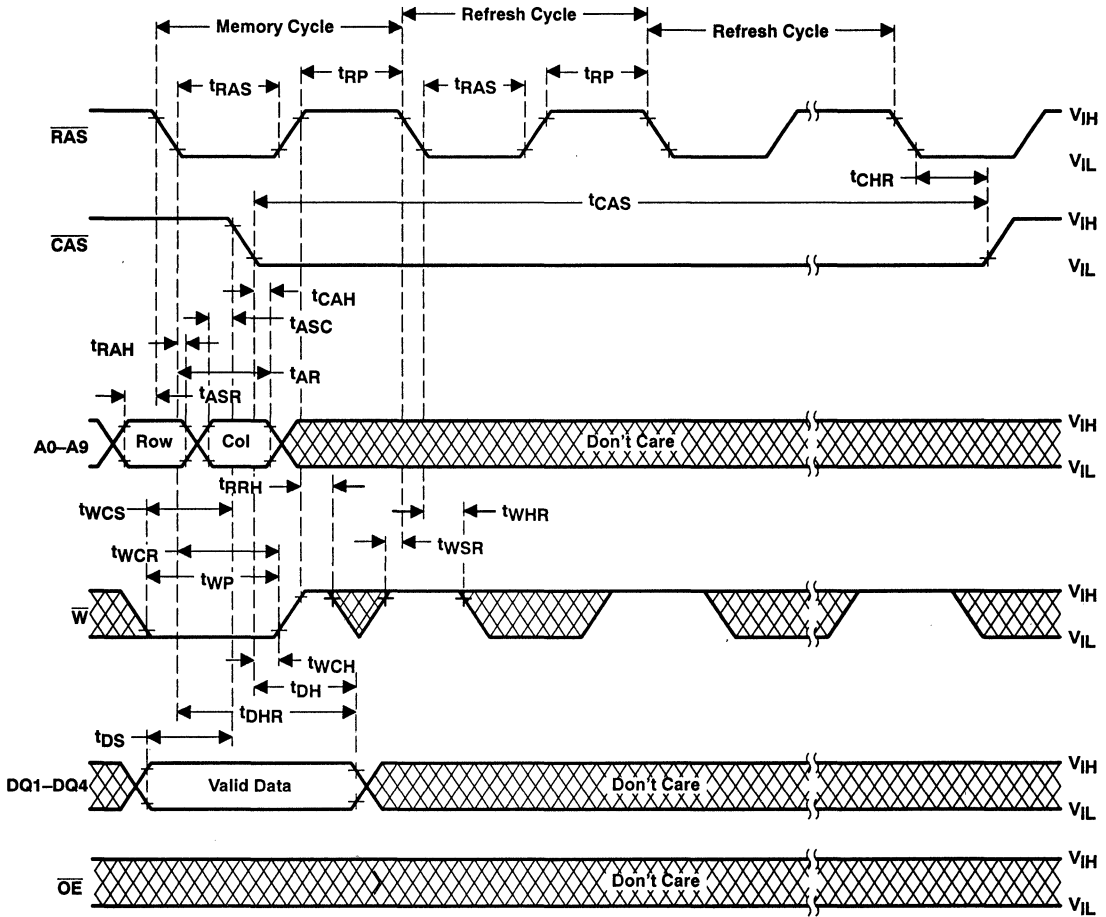 Memory Cycle
Refresh Cycle
Refresh Cycle
tRAS
tRP
tRAS
tRP
RAS
VIH
VIL
tCHR
tCAS
CAS
VIH
VIL
tCAH
tASC
tRAH
tAR
tASR
A0–A9
Row
Col
Don't Care
VIH
VIL
tRRH
tWCS
tWHR
tWSR
tWCR
tWP
W
VIH
VIL
tWCH
tDH
tDHR
tDS
DQ1–DQ4
Valid Data
Don't Care
VIH
VIL
OE
Don't Care
VIH
VIL